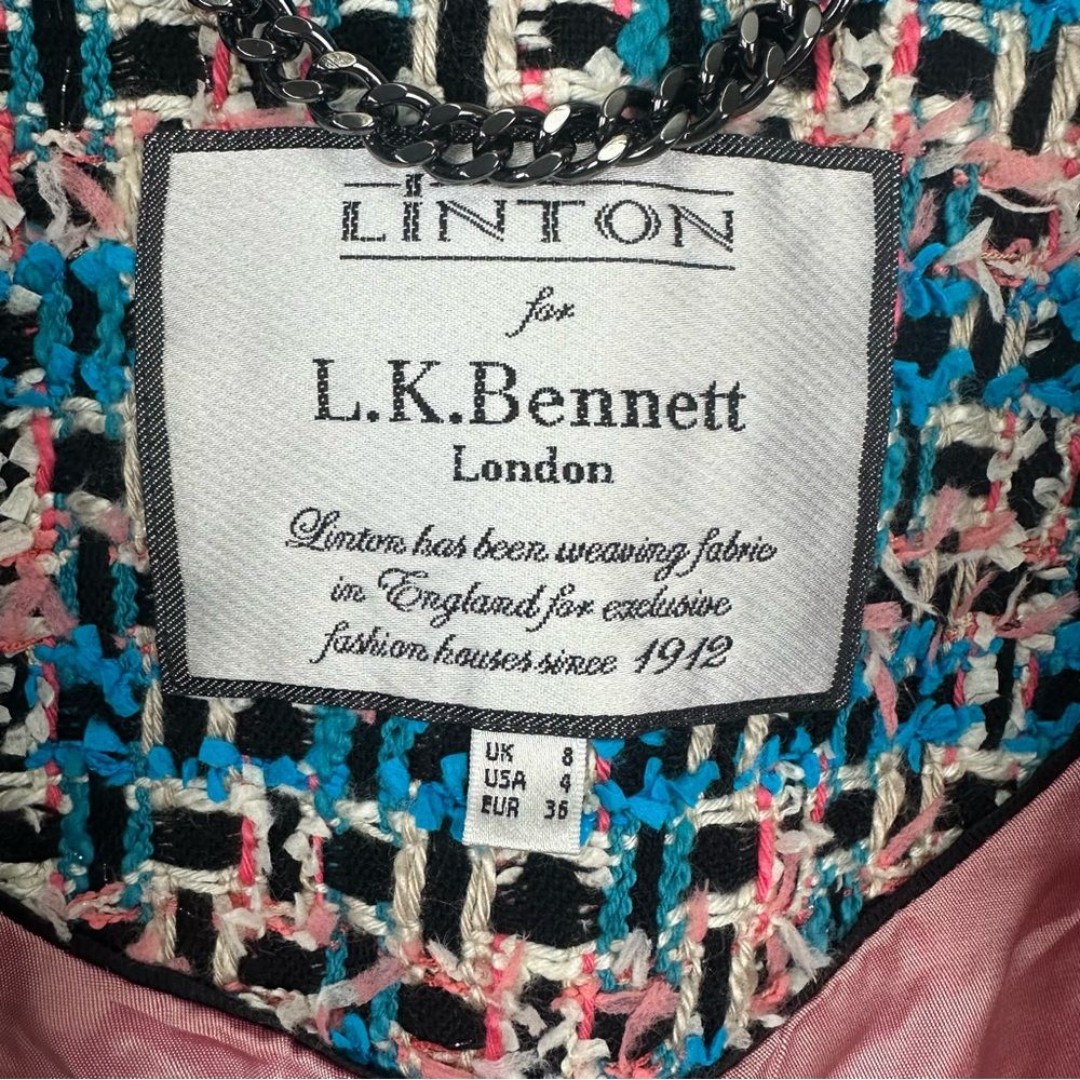 LINTON
for
L.K.Bennett
London
Linton has been weaving fabric
in England for exclusive
fashion houses since 1912
UK 8
USA 4
EUR 36